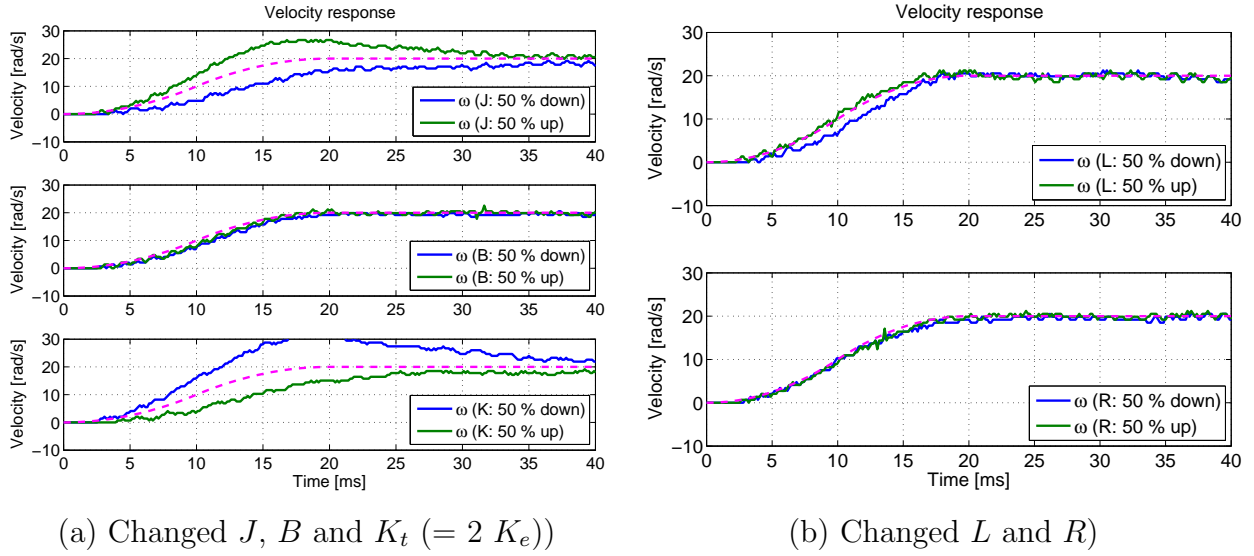 Velocity response
Velocity [rad/s]
30
20
10
0
−10
0 5 10 15 20 25 30 35 40
ω (J: 50 % down)
ω (J: 50 % up)
Velocity [rad/s]
30
20
10
0
−10
0 5 10 15 20 25 30 35 40
ω (B: 50 % down)
ω (B: 50 % up)
Velocity [rad/s]
30
20
10
0
−10
0 5 10 15 20 25 30 35 40
ω (K: 50 % down)
ω (K: 50 % up)
Time [ms]
(a) Changed J, B and K_t (= 2 K_e))
Velocity response
Velocity [rad/s]
30
20
10
0
−10
0 5 10 15 20 25 30 35 40
ω (L: 50 % down)
ω (L: 50 % up)
Velocity [rad/s]
30
20
10
0
−10
0 5 10 15 20 25 30 35 40
ω (R: 50 % down)
ω (R: 50 % up)
Time [ms]
(b) Changed L and R)